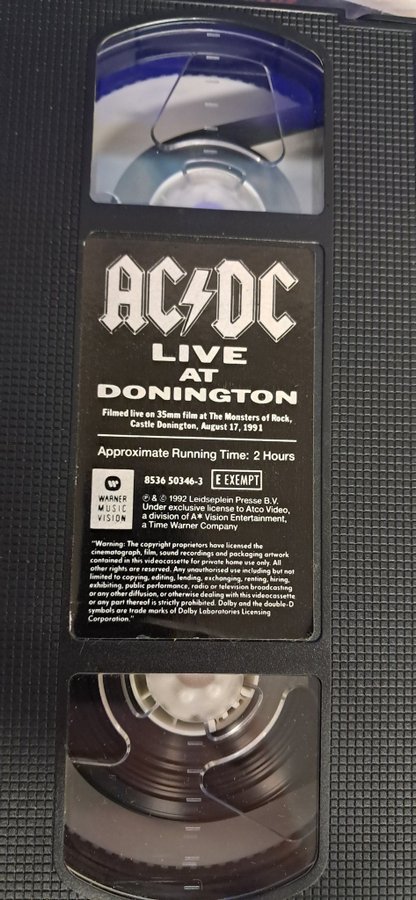 AC⚡DC
LIVE
AT
DONINGTON
Filmed live on 35mm film at The Monsters of Rock,
Castle Donington, August 17, 1991
Approximate Running Time: 2 Hours
8536 50346-3 E EXEMPT
WARNER
MUSIC
VISION
℗ & © 1992 Leidseplein Presse B.V.
Under exclusive license to Atco Video,
a division of A* Vision Entertainment,
a Time Warner Company
"Warning: The copyright proprietors have licensed the
cinematograph, film, sound recordings and packaging artwork
contained in this videocassette for private home use only. All
other rights are reserved. Any unauthorised use including but not
limited to copying, editing, lending, exchanging, renting, hiring,
exhibiting, public performance, radio or television broadcasting
or any other diffusion, or otherwise dealing with this videocassette
or any part thereof is strictly prohibited. Dolby and the double-D
symbols are trade marks of Dolby Laboratories Licensing
Corporation."